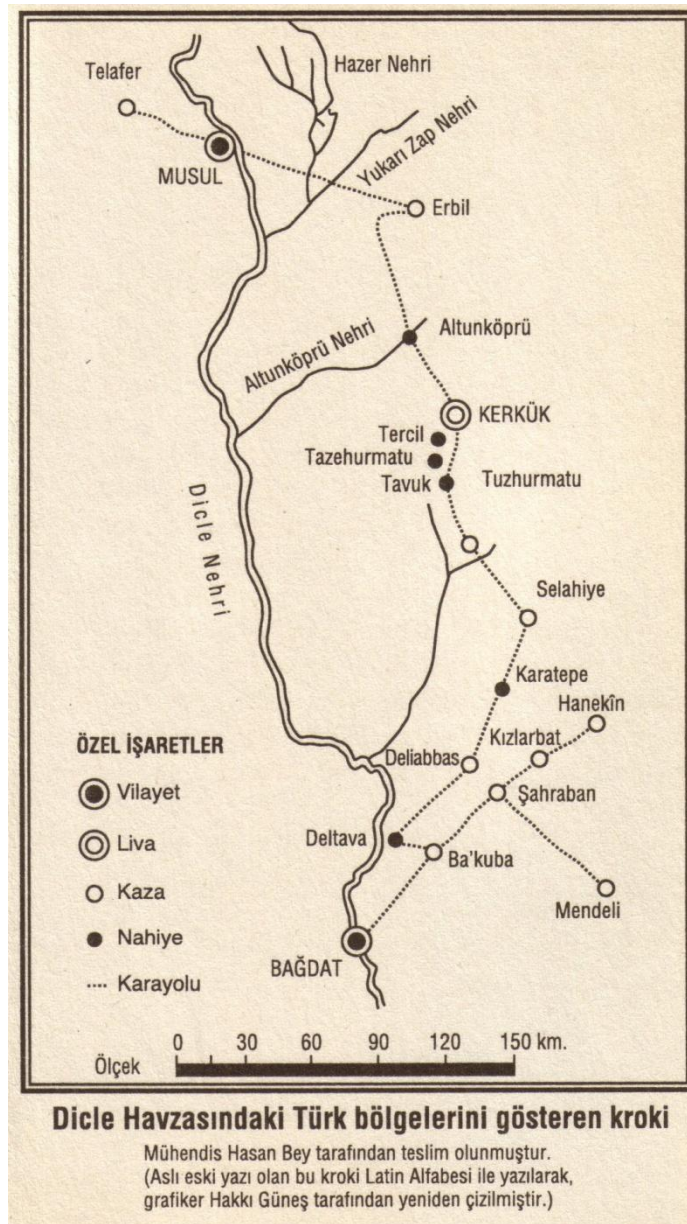 Hazer Nehri
Telafer
Yukarı Zap Nehri
MUSUL
Erbil
Altunköprü
Altunköprü Nehri
KERKÜK
Tercil
Tazehurmatu
Tavuk
Tuzhurmatu
Dicle Nehri
Selahiye
Karatepe
Hanekîn
Kızlarbat
Deliabbas
Şahraban
Deltava
Ba'kuba
Mendeli
BAĞDAT
ÖZEL İŞARETLER
Vilayet
Liva
Kaza
Nahiye
Karayolu
0 30 60 90 120 150 km.
Ölçek
Dicle Havzasındaki Türk bölgelerini gösteren kroki
Mühendis Hasan Bey tarafından teslim olunmuştur.
(Aslı eski yazı olan bu kroki Latin Alfabesi ile yazılarak,
grafiker Hakkı Güneş tarafından yeniden çizilmiştir.)